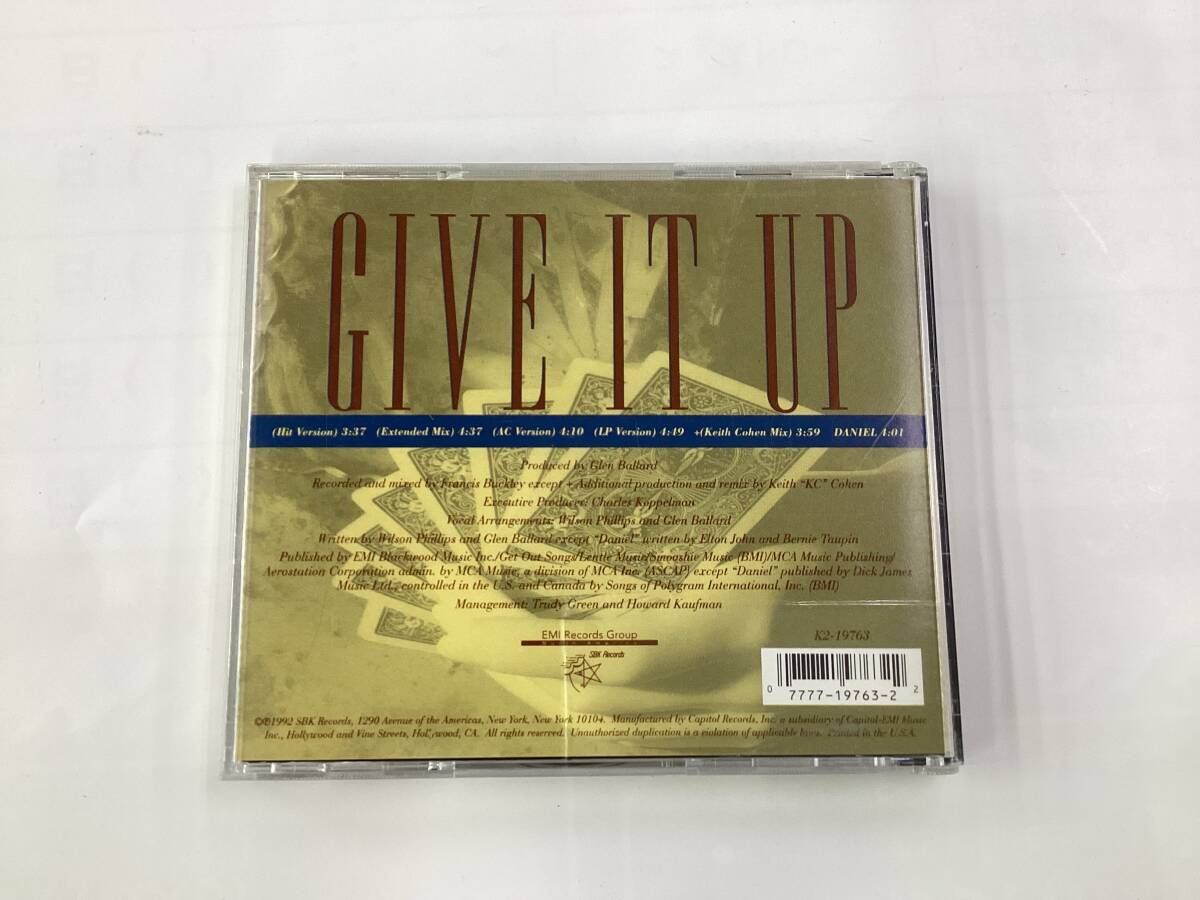 GIVE IT UP
(Hit Version) 3:37 (Extended Mix) 4:37 (AC Version) 4:10 (LP Version) 4:49 +(Keith Cohen Mix) 3:59 DANIEL 4:01
Produced by Glen Ballard
Recorded and mixed by Francis Buckley except + Additional production and remix by Keith "KC" Cohen
Executive Producer: Charles Koppelman
Vocal Arrangements: Wilson Phillips and Glen Ballard
Written by Wilson Phillips and Glen Ballard except "Daniel" written by Elton John and Bernie Taupin
Published by EMI Blackwood Music Inc./Get Out Songs/Lentle Music/Smooshie Music (BMI)/MCA Music Publishing/
Aerostation Corporation admin. by MCA Music, a division of MCA Inc. (ASCAP) except "Daniel" published by Dick James
Music Ltd., controlled in the U.S. and Canada by Songs of Polygram International, Inc. (BMI)
Management: Trudy Green and Howard Kaufman
EMI Records Group
SBK Records
K2-19763
0 7777-19763-2 2
©℗1992 SBK Records, 1290 Avenue of the Americas, New York, New York 10104. Manufactured by Capitol Records, Inc. a subsidiary of Capitol-EMI Music
Inc., Hollywood and Vine Streets, Hollywood, CA. All rights reserved. Unauthorized duplication is a violation of applicable laws. Printed in the U.S.A.